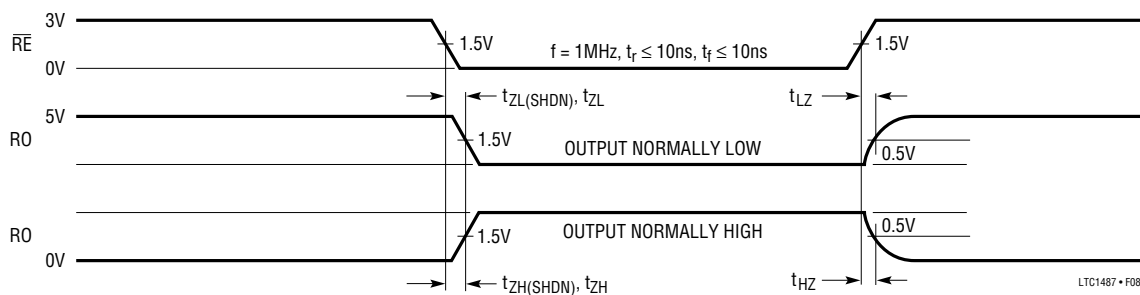 3V
RE
1.5V
f = 1MHz, tr ≤ 10ns, tf ≤ 10ns
1.5V
0V
tZL(SHDN), tZL
tLZ
5V
RO
1.5V
OUTPUT NORMALLY LOW
0.5V
RO
1.5V
OUTPUT NORMALLY HIGH
0.5V
0V
tZH(SHDN), tZH
tHZ
LTC1487 • F08